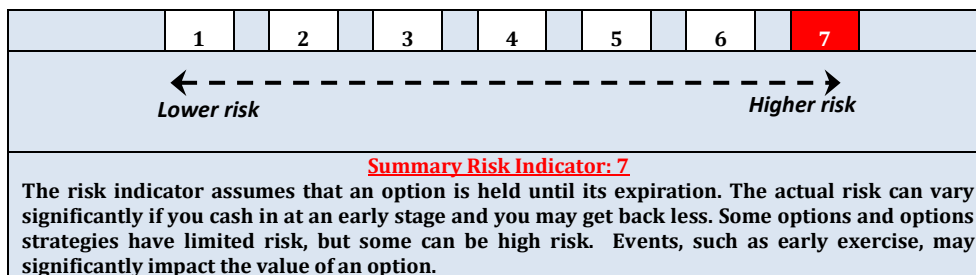 1 2 3 4 5 6 7
Lower risk Higher risk
Summary Risk Indicator: 7
The risk indicator assumes that an option is held until its expiration. The actual risk can vary
significantly if you cash in at an early stage and you may get back less. Some options and options
strategies have limited risk, but some can be high risk. Events, such as early exercise, may
significantly impact the value of an option.